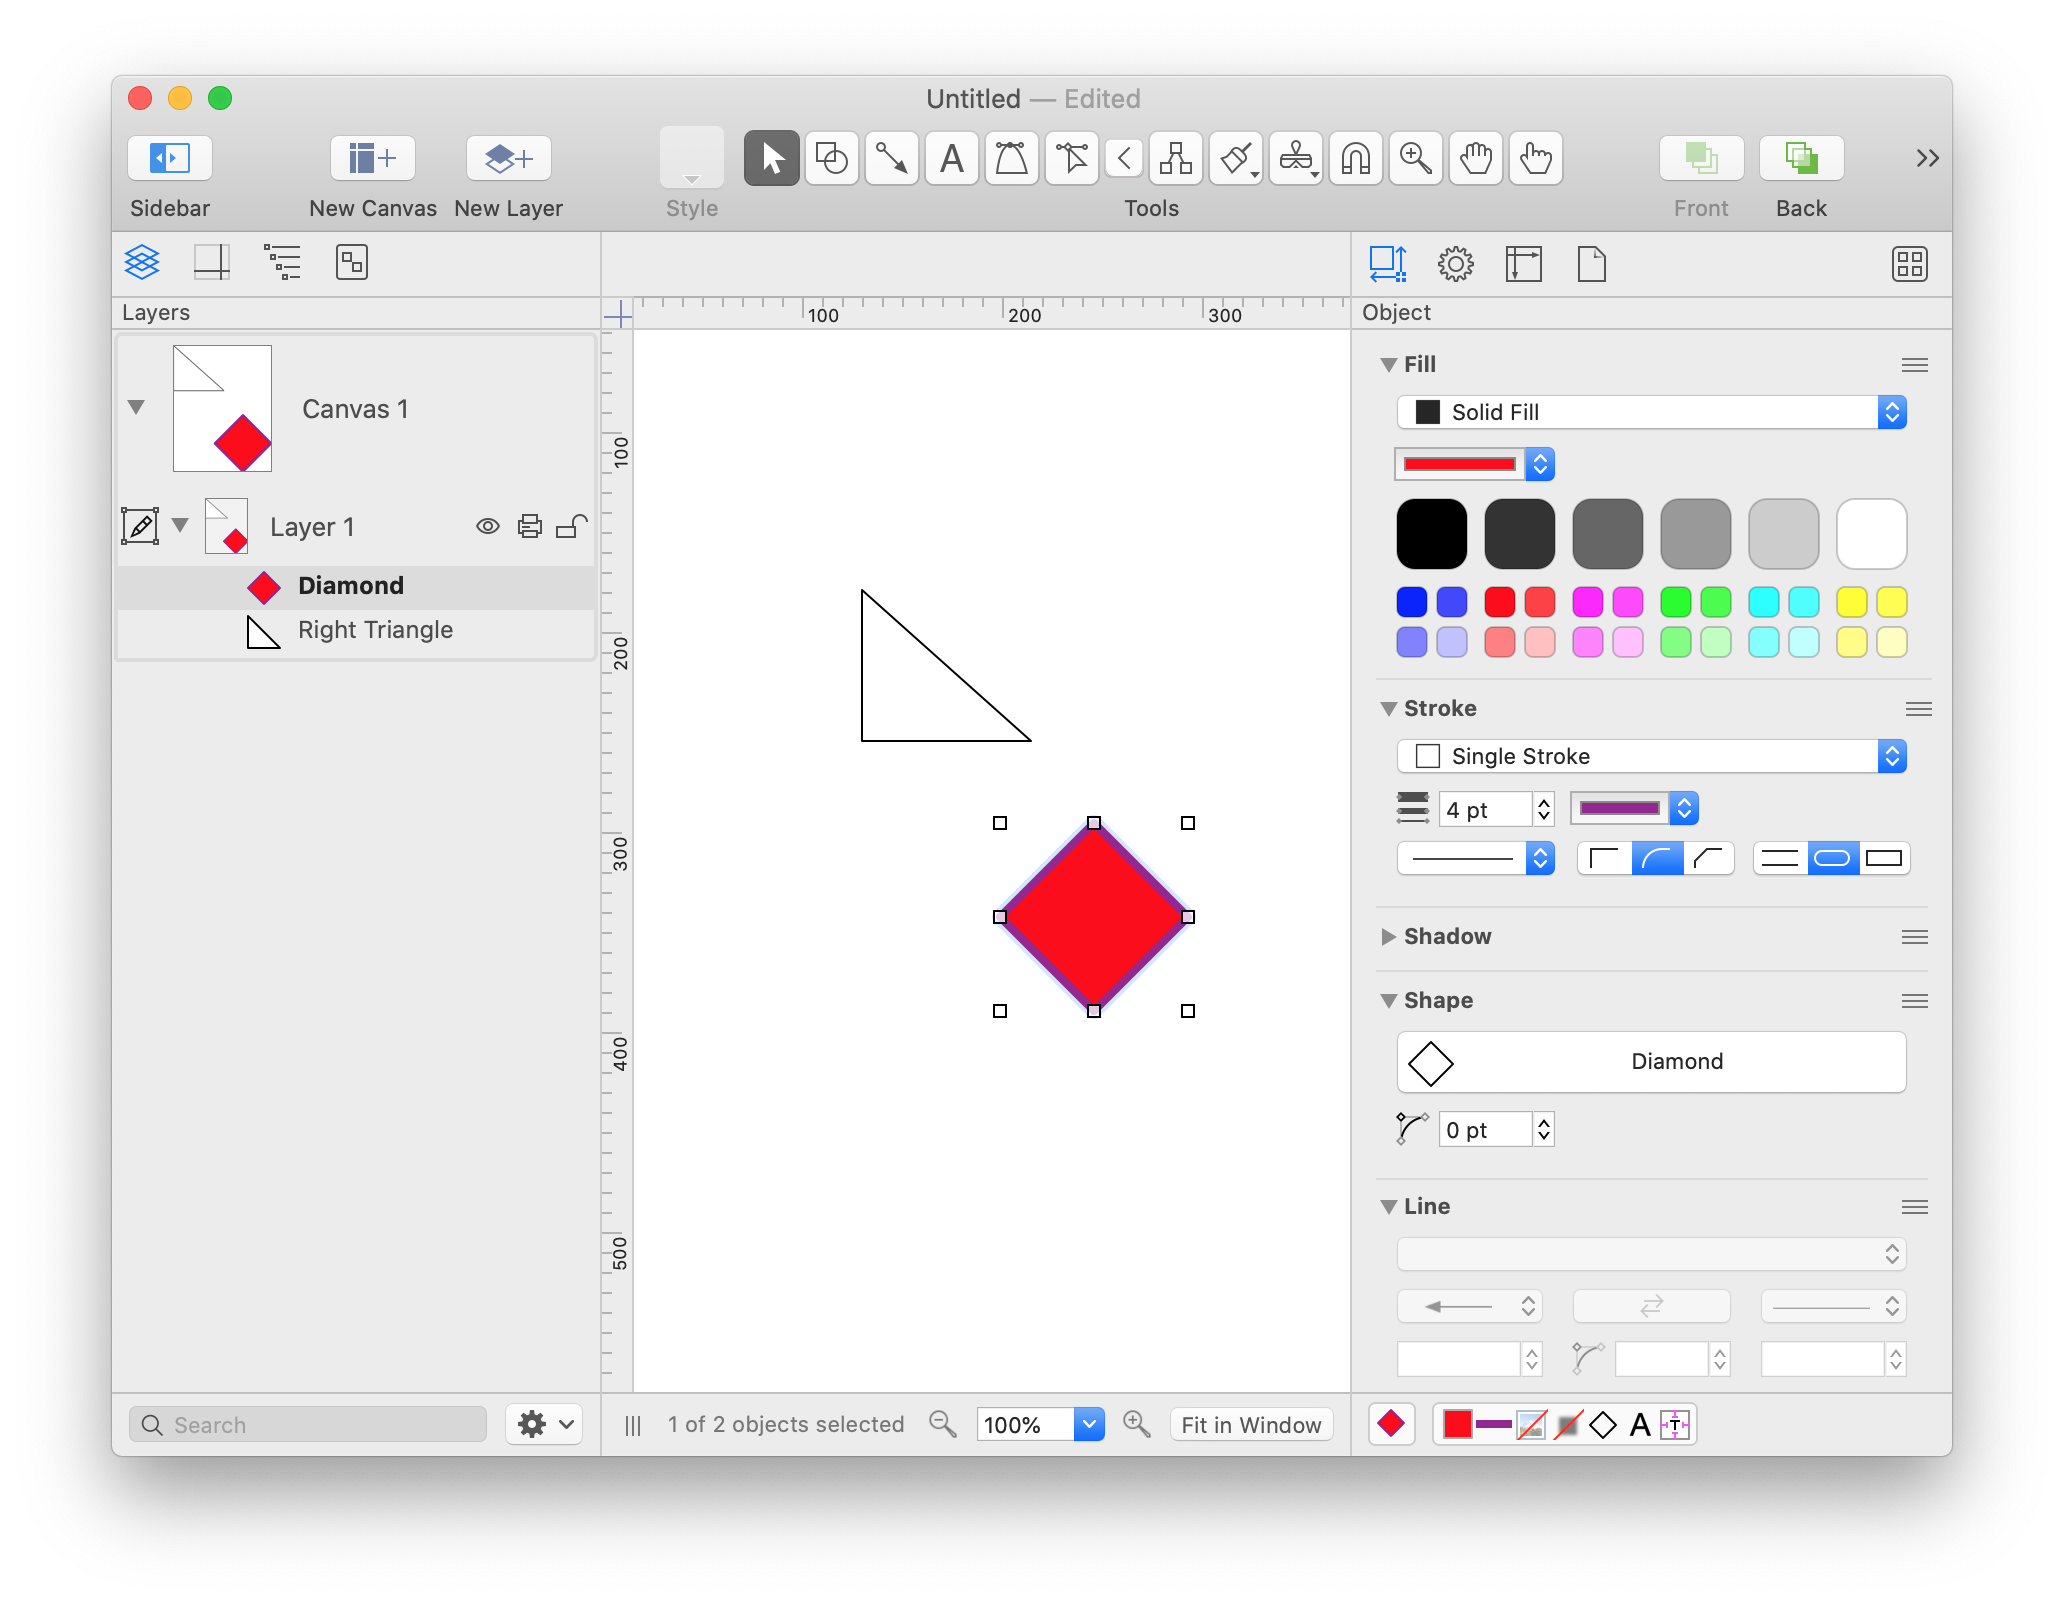 Untitled — Edited
Sidebar
New Canvas
New Layer
Style
A
Tools
Front
Back
Layers
100
200
300
Object
Canvas 1
Layer 1
Diamond
Right Triangle
100
200
300
400
500
Fill
Solid Fill
Stroke
Single Stroke
4 pt
Shadow
Shape
Diamond
0 pt
Line
Search
1 of 2 objects selected
100%
Fit in Window
A
T